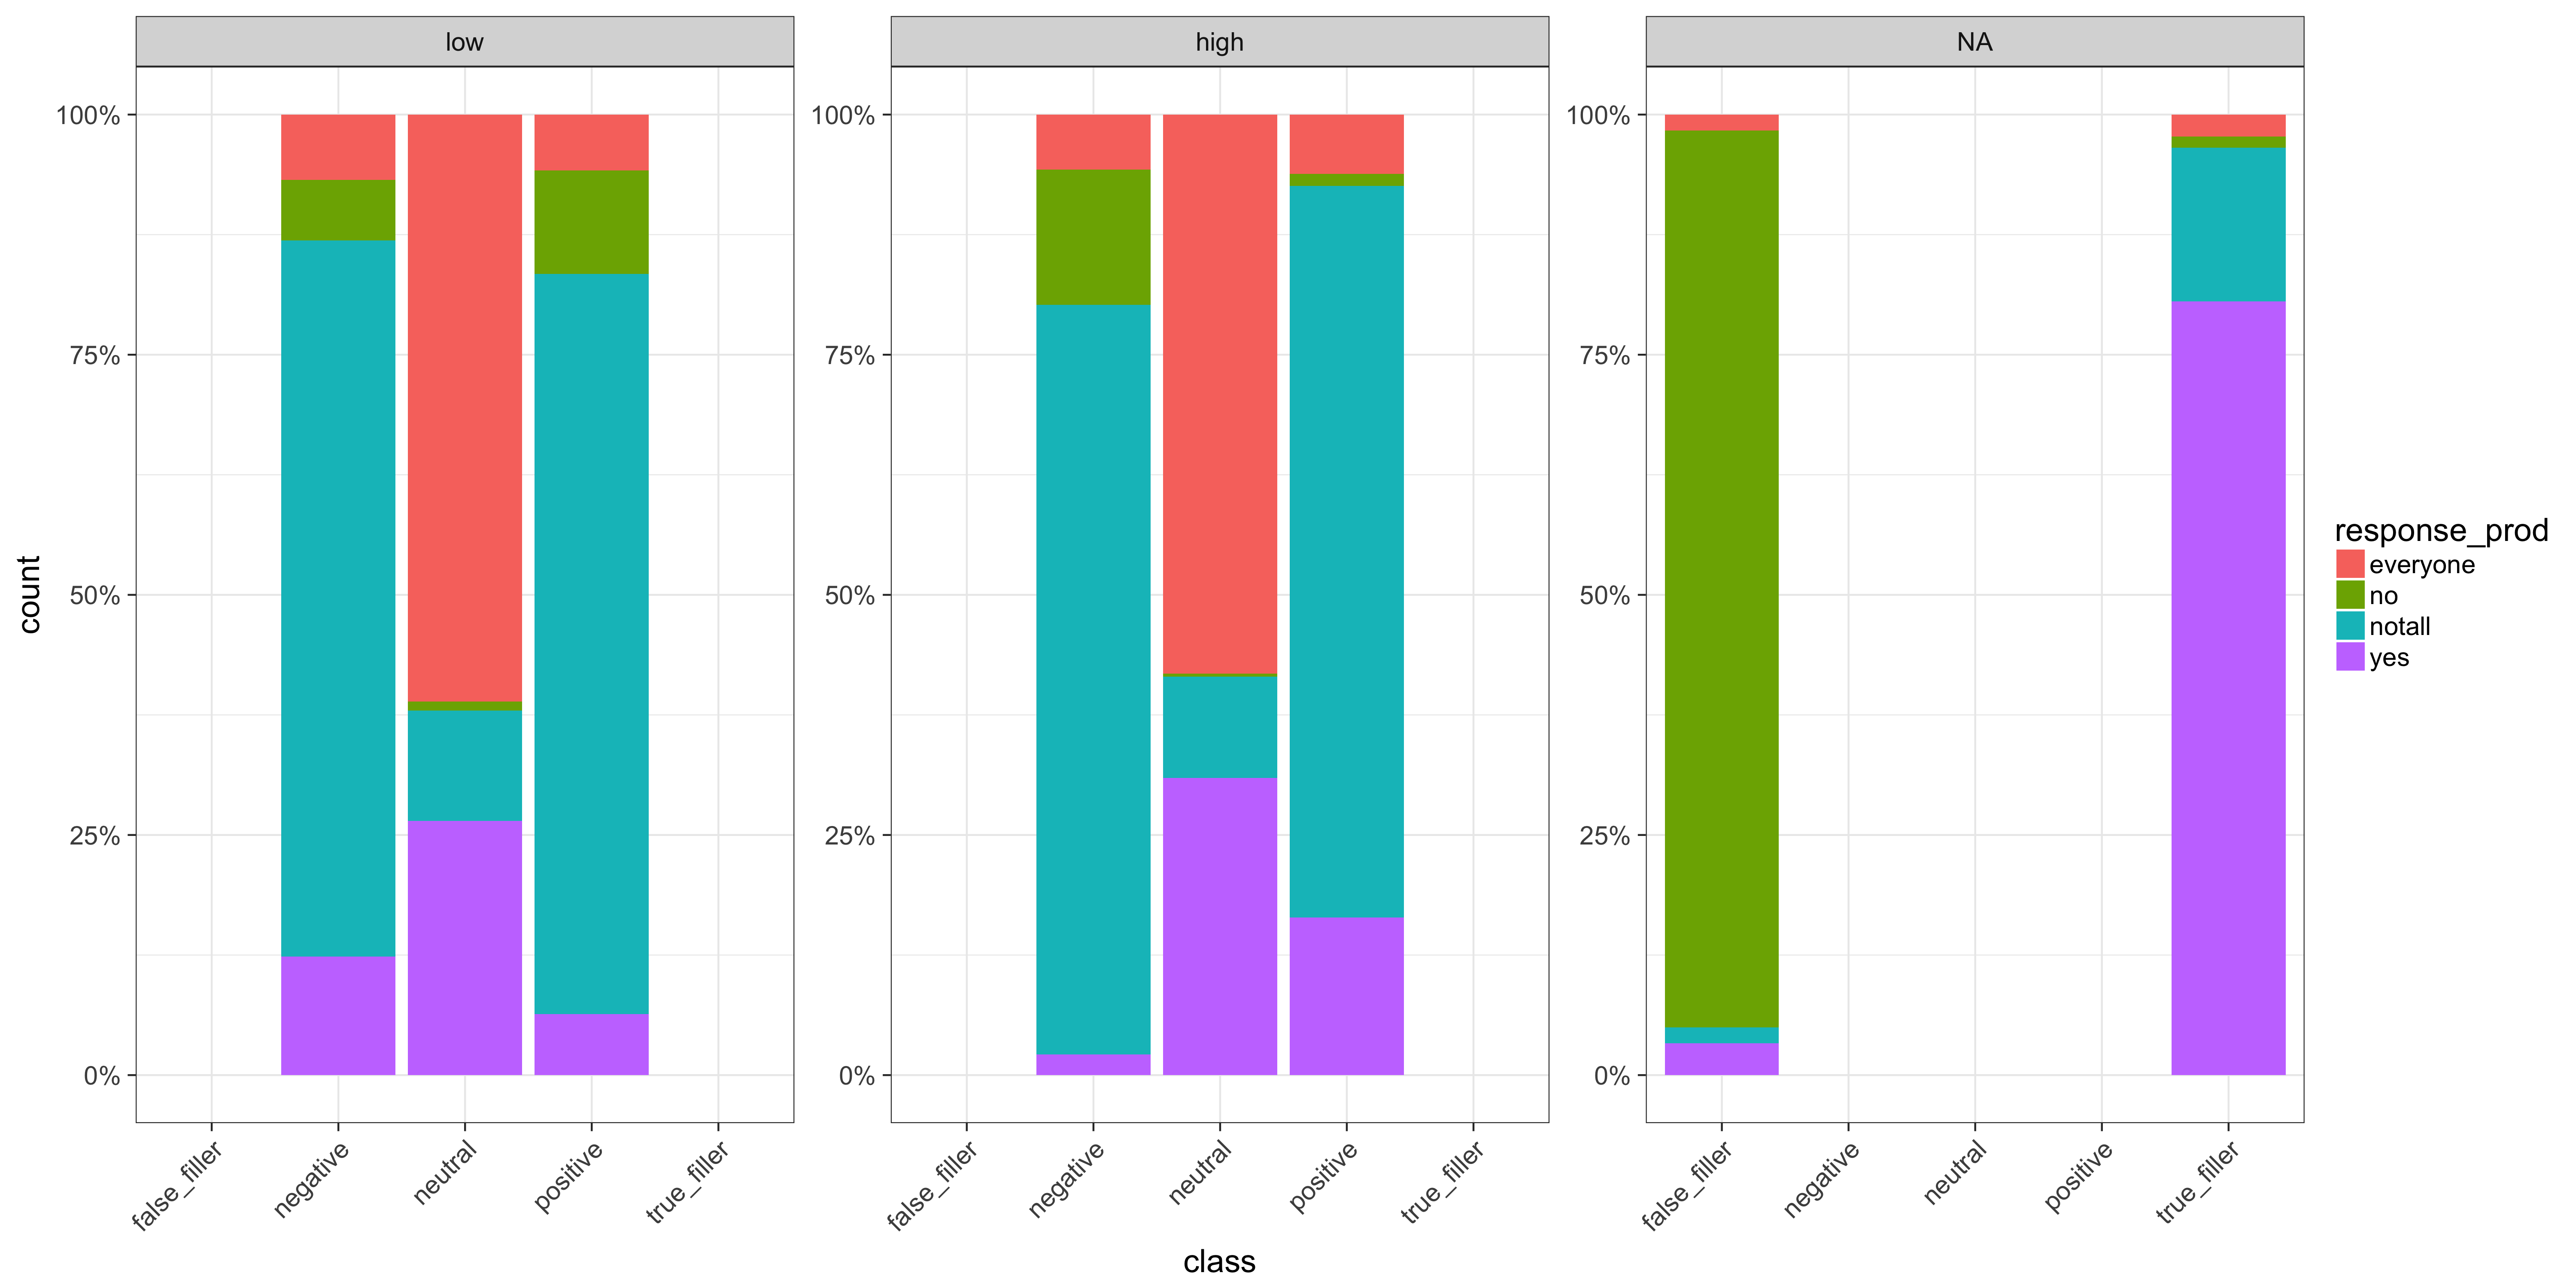 low
high
NA
100%
75%
50%
25%
0%
100%
75%
50%
25%
0%
100%
75%
50%
25%
0%
count
false_filler
negative
neutral
positive
true_filler
false_filler
negative
neutral
positive
true_filler
false_filler
negative
neutral
positive
true_filler
class
response_prod
everyone
no
notall
yes